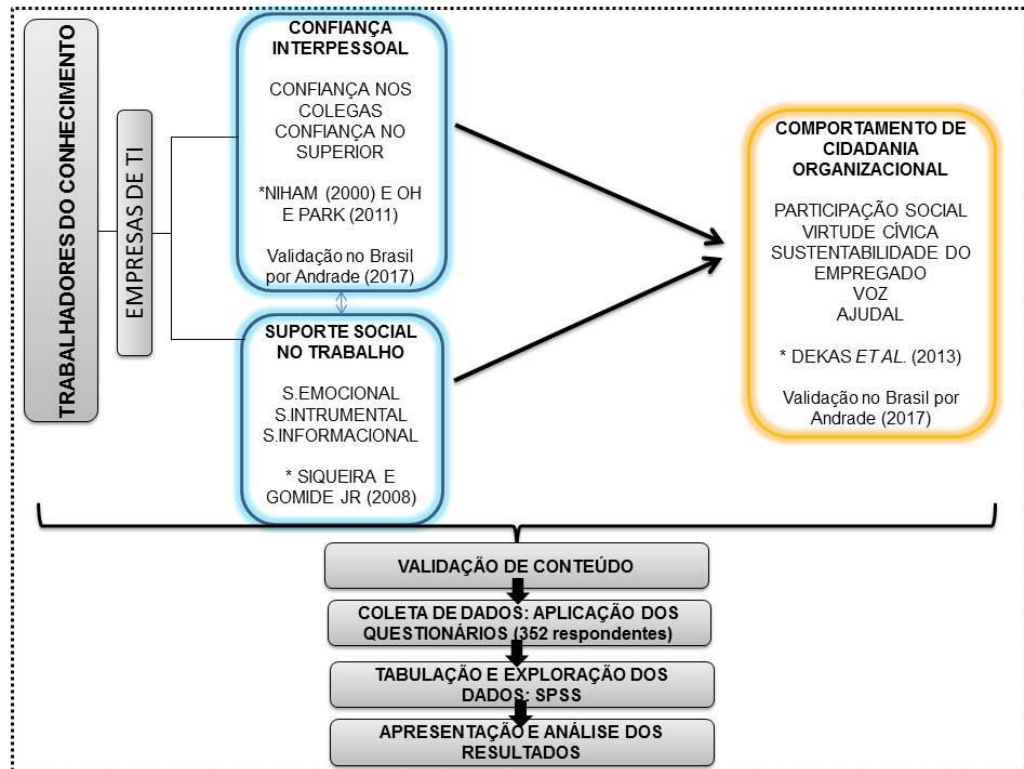 TRABALHADORES DO CONHECIMENTO
EMPRESAS DE TI
CONFIANÇA
INTERPESSOAL
CONFIANÇA NOS
COLEGAS
CONFIANÇA NO
SUPERIOR
*NIHAM (2000) E OH
E PARK (2011)
Validação no Brasil
por Andrade (2017)
SUPORTE SOCIAL
NO TRABALHO
S.EMOCIONAL
S.INTRUMENTAL
S.INFORMACIONAL
* SIQUEIRA E
GOMIDE JR (2008)
COMPORTAMENTO DE
CIDADANIA
ORGANIZACIONAL
PARTICIPAÇÃO SOCIAL
VIRTUDE CÍVICA
SUSTENTABILIDADE DO
EMPREGADO
VOZ
AJUDAL
* DEKAS ET AL. (2013)
Validação no Brasil por
Andrade (2017)
VALIDAÇÃO DE CONTEÚDO
COLETA DE DADOS: APLICAÇÃO DOS
QUESTIONÁRIOS (352 respondentes)
TABULAÇÃO E EXPLORAÇÃO DOS
DADOS: SPSS
APRESENTAÇÃO E ANÁLISE DOS
RESULTADOS